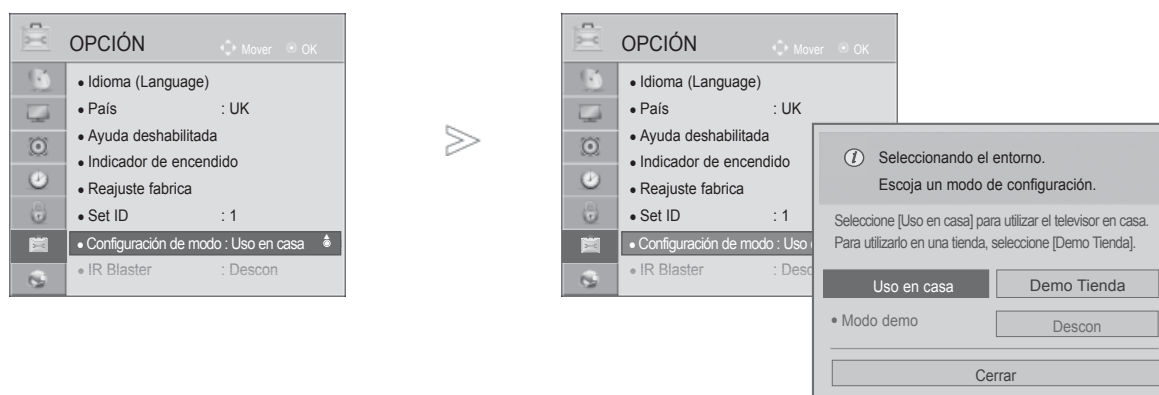 OPCIÓN Mover OK
• Idioma (Language)
• País : UK
• Ayuda deshabilitada
• Indicador de encendido
• Reajuste fabrica
• Set ID : 1
• Configuración de modo : Uso en casa
• IR Blaster : Descon
OPCIÓN Mover OK
• Idioma (Language)
• País : UK
• Ayuda deshabilitada
• Indicador de encendido
• Reajuste fabrica
• Set ID : 1
• Configuración de modo : Uso
• IR Blaster : Desc
i Seleccionando el entorno.
Escoja un modo de configuración.
Seleccione [Uso en casa] para utilizar el televisor en casa.
Para utilizarlo en una tienda, seleccione [Demo Tienda].
Uso en casa Demo Tienda
• Modo demo Descon
Cerrar